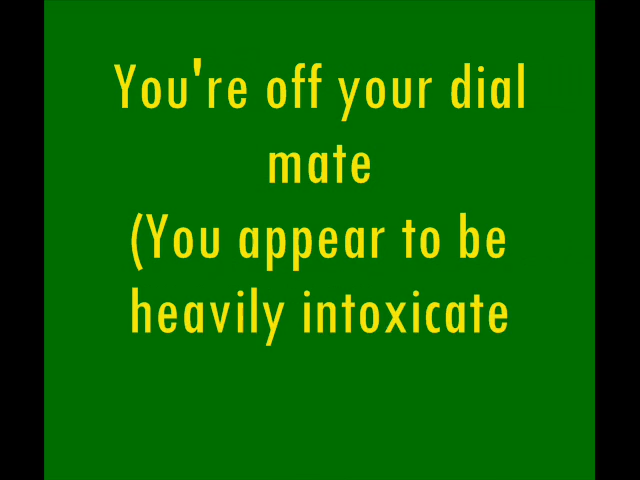 You're off your dial
mate
(You appear to be
heavily intoxicate